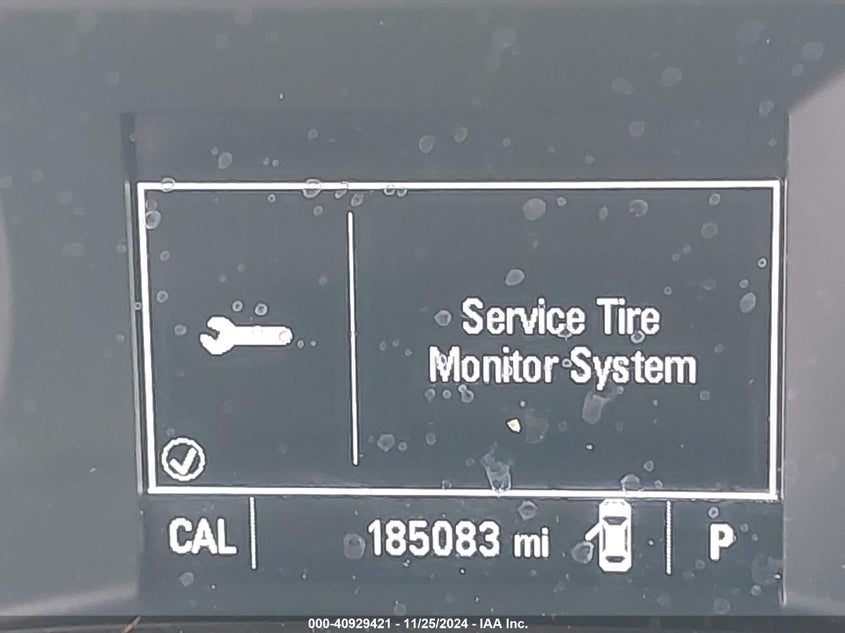 Service Tire
Monitor System
CAL
185083 mi
P
000-40929421 - 11/25/2024 - IAA Inc.